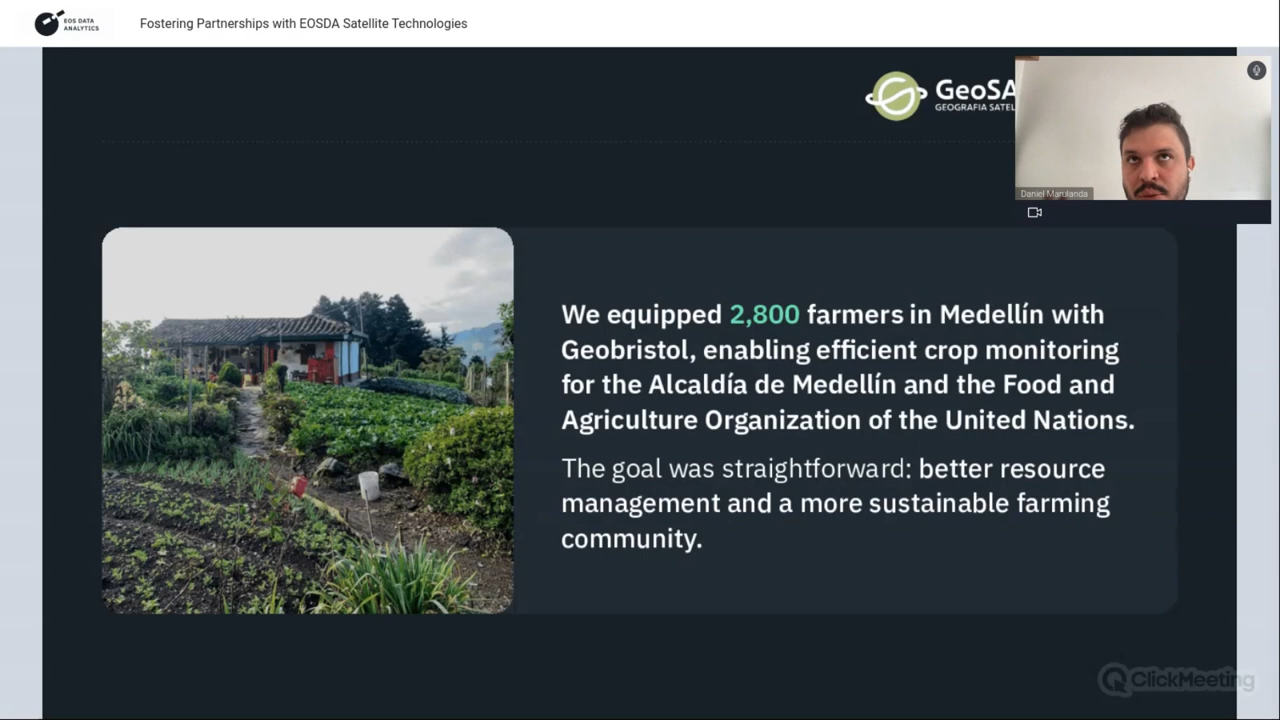 EOS DATA
ANALYTICS
Fostering Partnerships with EOSDA Satellite Technologies
GeoSA
GEOGRAFIA SATEL
Daniel Marulanda
We equipped 2,800 farmers in Medellín with
Geobristol, enabling efficient crop monitoring
for the Alcaldía de Medellín and the Food and
Agriculture Organization of the United Nations.
The goal was straightforward: better resource
management and a more sustainable farming
community.
ClickMeeting